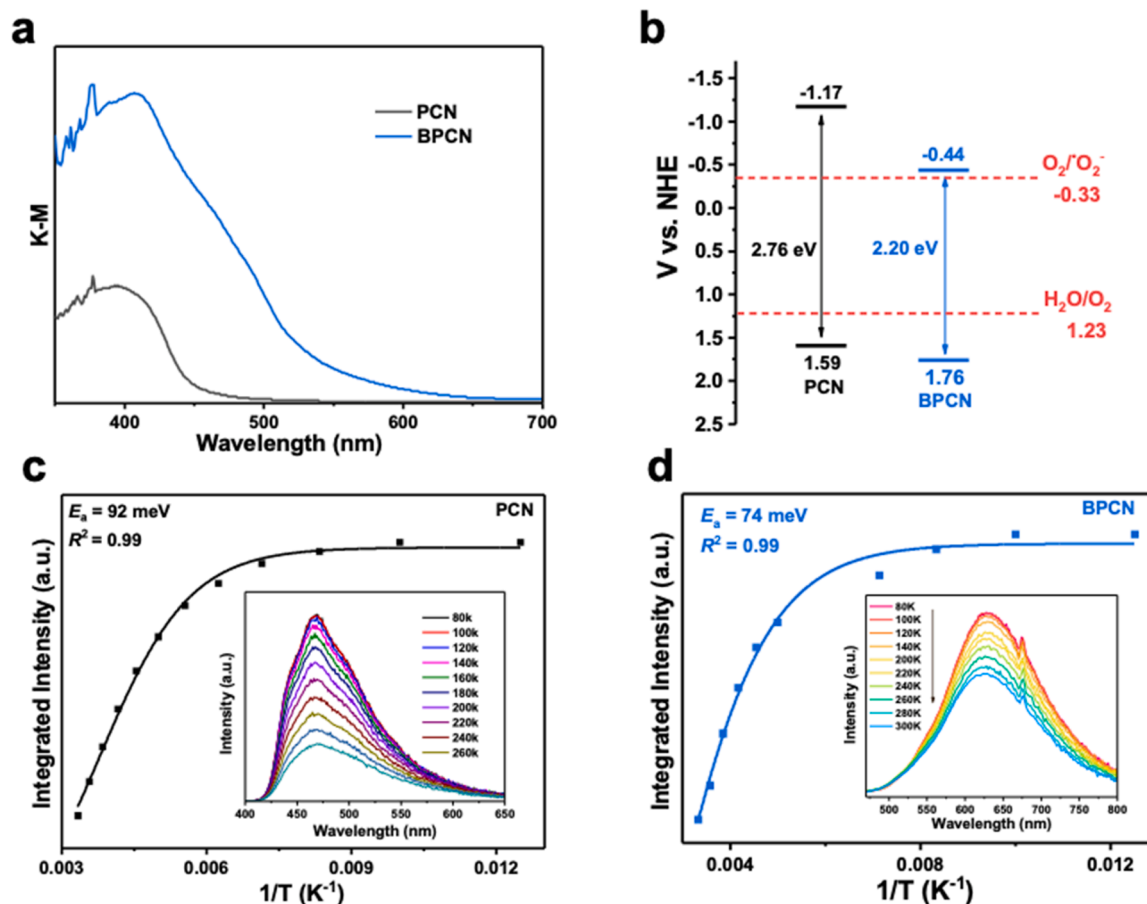 a
K-M
PCN
BPCN
400
500
600
700
Wavelength (nm)
b
V vs. NHE
-1.5
-1.0
-0.5
0.0
0.5
1.0
1.5
2.0
2.5
-1.17
2.76 eV
1.59
PCN
-0.44
2.20 eV
1.76
BPCN
O₂/˙O₂⁻
-0.33
H₂O/O₂
1.23
c
Integrated Intensity (a.u.)
Eₐ = 92 meV
R² = 0.99
PCN
Intensity (a.u.)
80k
100k
120k
140k
160k
180k
200k
220k
240k
260k
400
450
500
550
600
650
Wavelength (nm)
0.003
0.006
0.009
0.012
1/T (K⁻¹)
d
Integrated Intensity (a.u.)
Eₐ = 74 meV
R² = 0.99
BPCN
Intensity (a.u.)
80K
100K
120K
140K
200K
220K
240K
260K
280K
300K
500
550
600
650
700
750
800
Wavelength (nm)
0.004
0.008
0.012
1/T (K⁻¹)